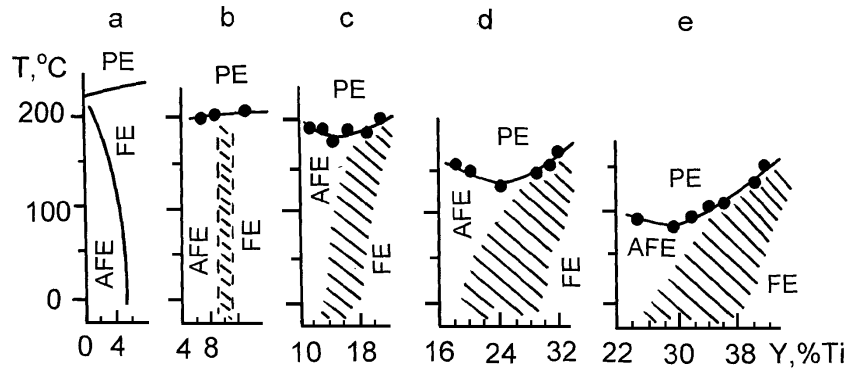 a b c d e
T,°C
PE PE PE PE PE
200
100
0
FE FE FE FE FE
AFE AFE AFE AFE AFE
0 4 4 8 10 18 16 24 32 22 30 38 Y,%Ti